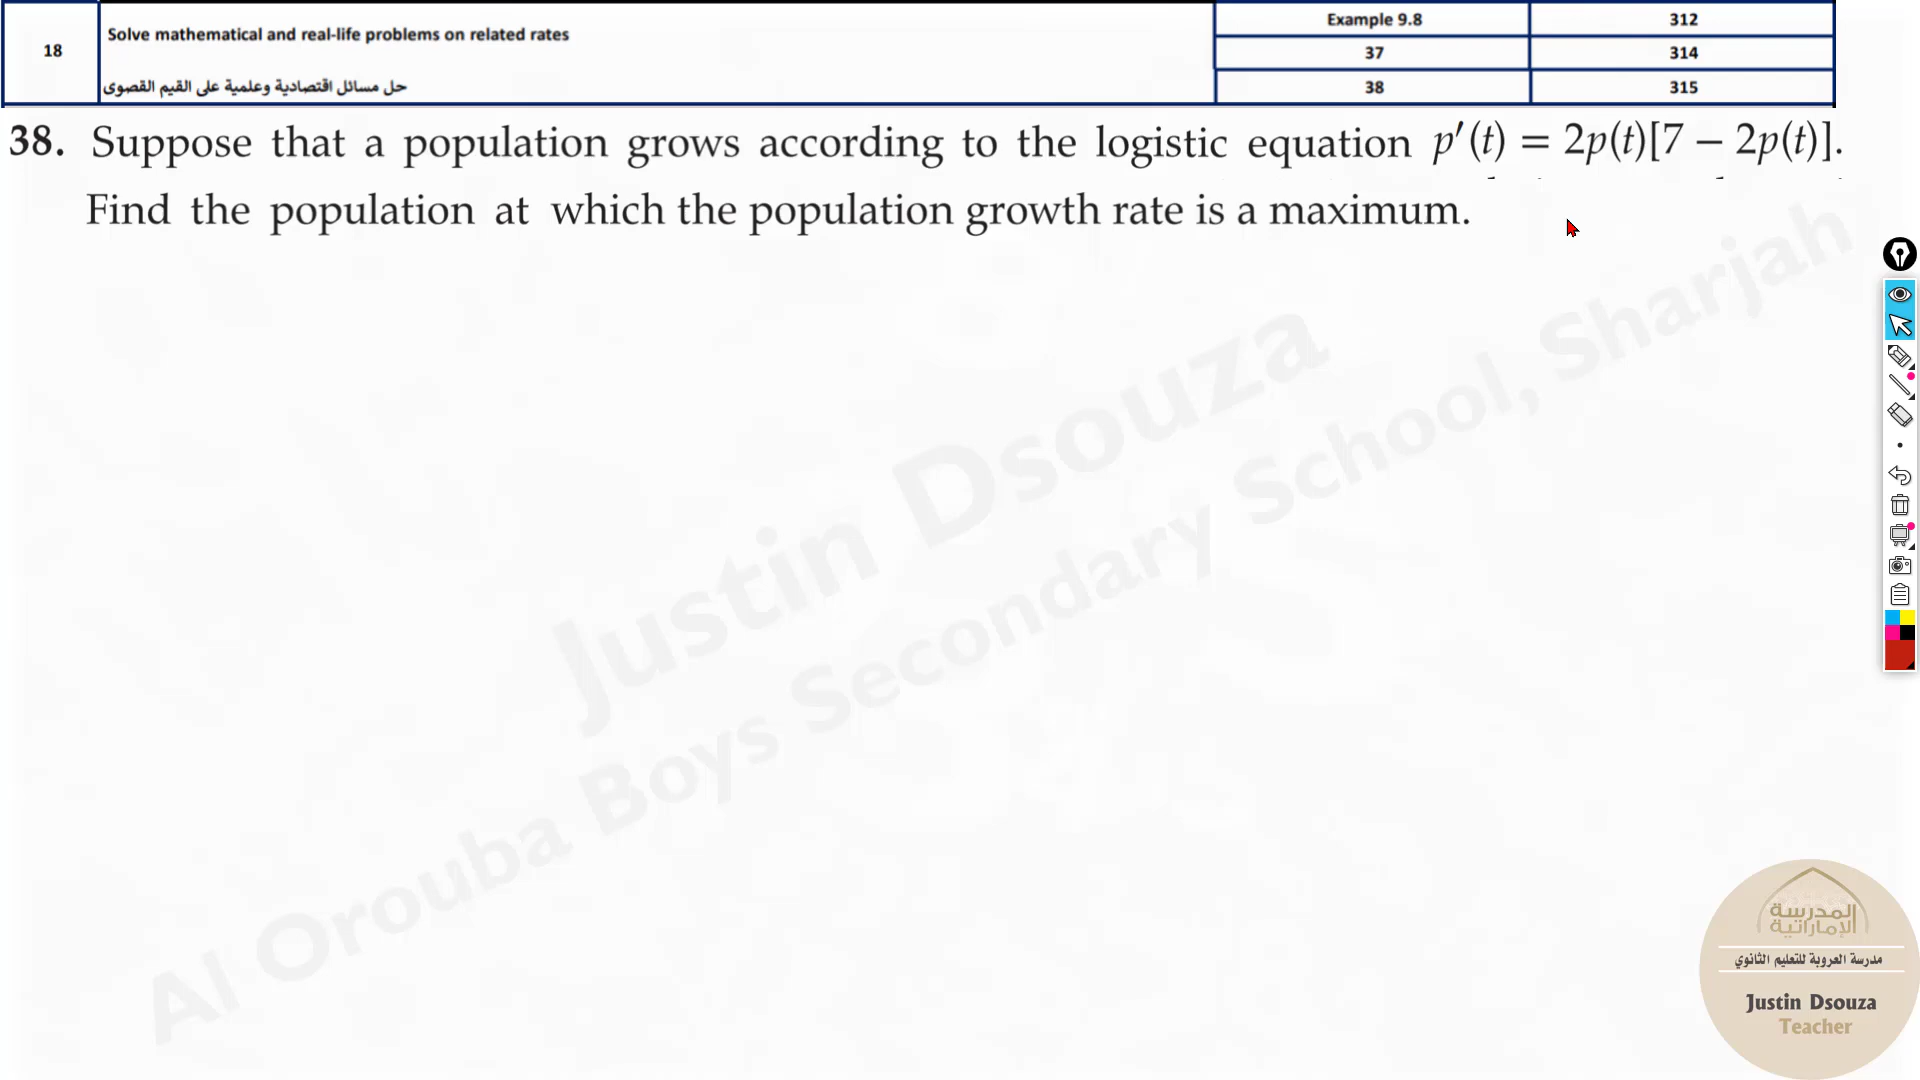 18
Solve mathematical and real-life problems on related rates
حل مسائل اقتصادية وعلمية على القيم القصوى
Example 9.8 312
37 314
38 315
38. Suppose that a population grows according to the logistic equation p′(t) = 2p(t)[7 − 2p(t)].
Find the population at which the population growth rate is a maximum.
Justin Dsouza
Al Orouba Boys Secondary School, Sharjah
المدرسة
الإماراتية
مدرسة العروبة للتعليم الثانوي
Justin Dsouza
Teacher